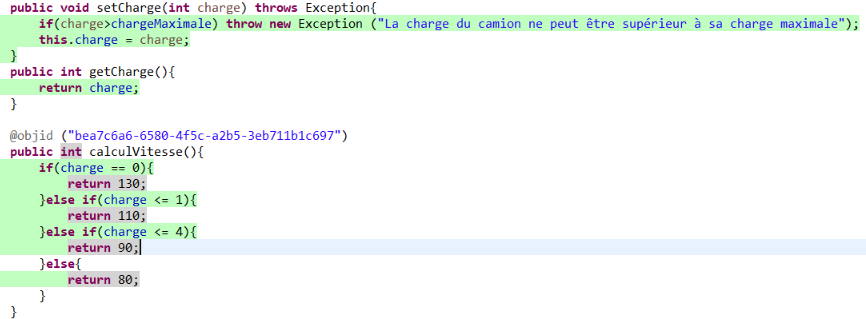 public void setCharge(int charge) throws Exception{
    if(charge>chargeMaximale) throw new Exception ("La charge du camion ne peut être supérieur à sa charge maximale");
    this.charge = charge;
}
public int getCharge(){
    return charge;
}

@objid ("bea7c6a6-6580-4f5c-a2b5-3eb711b1c697")
public int calculVitesse(){
    if(charge == 0){
        return 130;
    }else if(charge <= 1){
        return 110;
    }else if(charge <= 4){
        return 90;
    }else{
        return 80;
    }
}